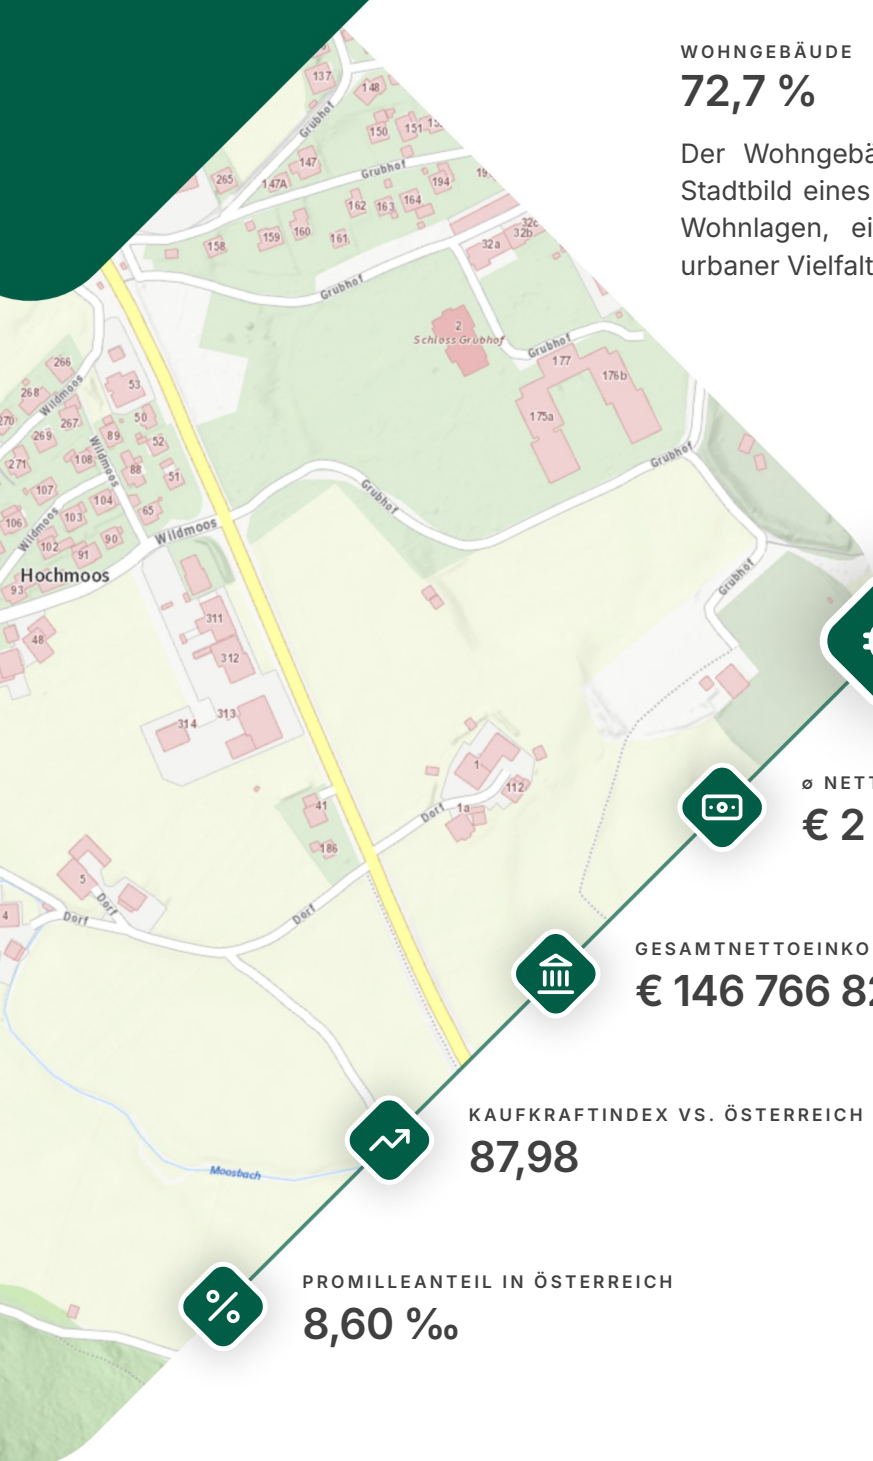 WOHNGEBÄUDE
72,7 %
Der Wohngebä
Stadtbild eines
Wohnlagen, ei
urbaner Vielfalt
137
148
Grubhof
150
151
147
Grubhof
265
147A
194
162
163
164
158
159
160
161
32c
32b
32a
Grubhof
2
Schloss Grubhof
Grubhof
177
176b
175a
266
268
Wildmoos
53
270
267
50
269
89
52
Wildmoos
271
108
88
51
Grubhof
Grubhof
107
104
65
106
103
Wildmoos
Wildmoos
102
90
91
Hochmoos
93
Grubhof
48
311
312
313
314
1
112
41
Dorf
1a
186
5
Dorf
4
Dorf
Dorf
ø NETT
€ 2
GESAMTNETTOEINKO
€ 146 766 82
KAUFKRAFTINDEX VS. ÖSTERREICH
87,98
Moosbach
PROMILLEANTEIL IN ÖSTERREICH
8,60 ‰